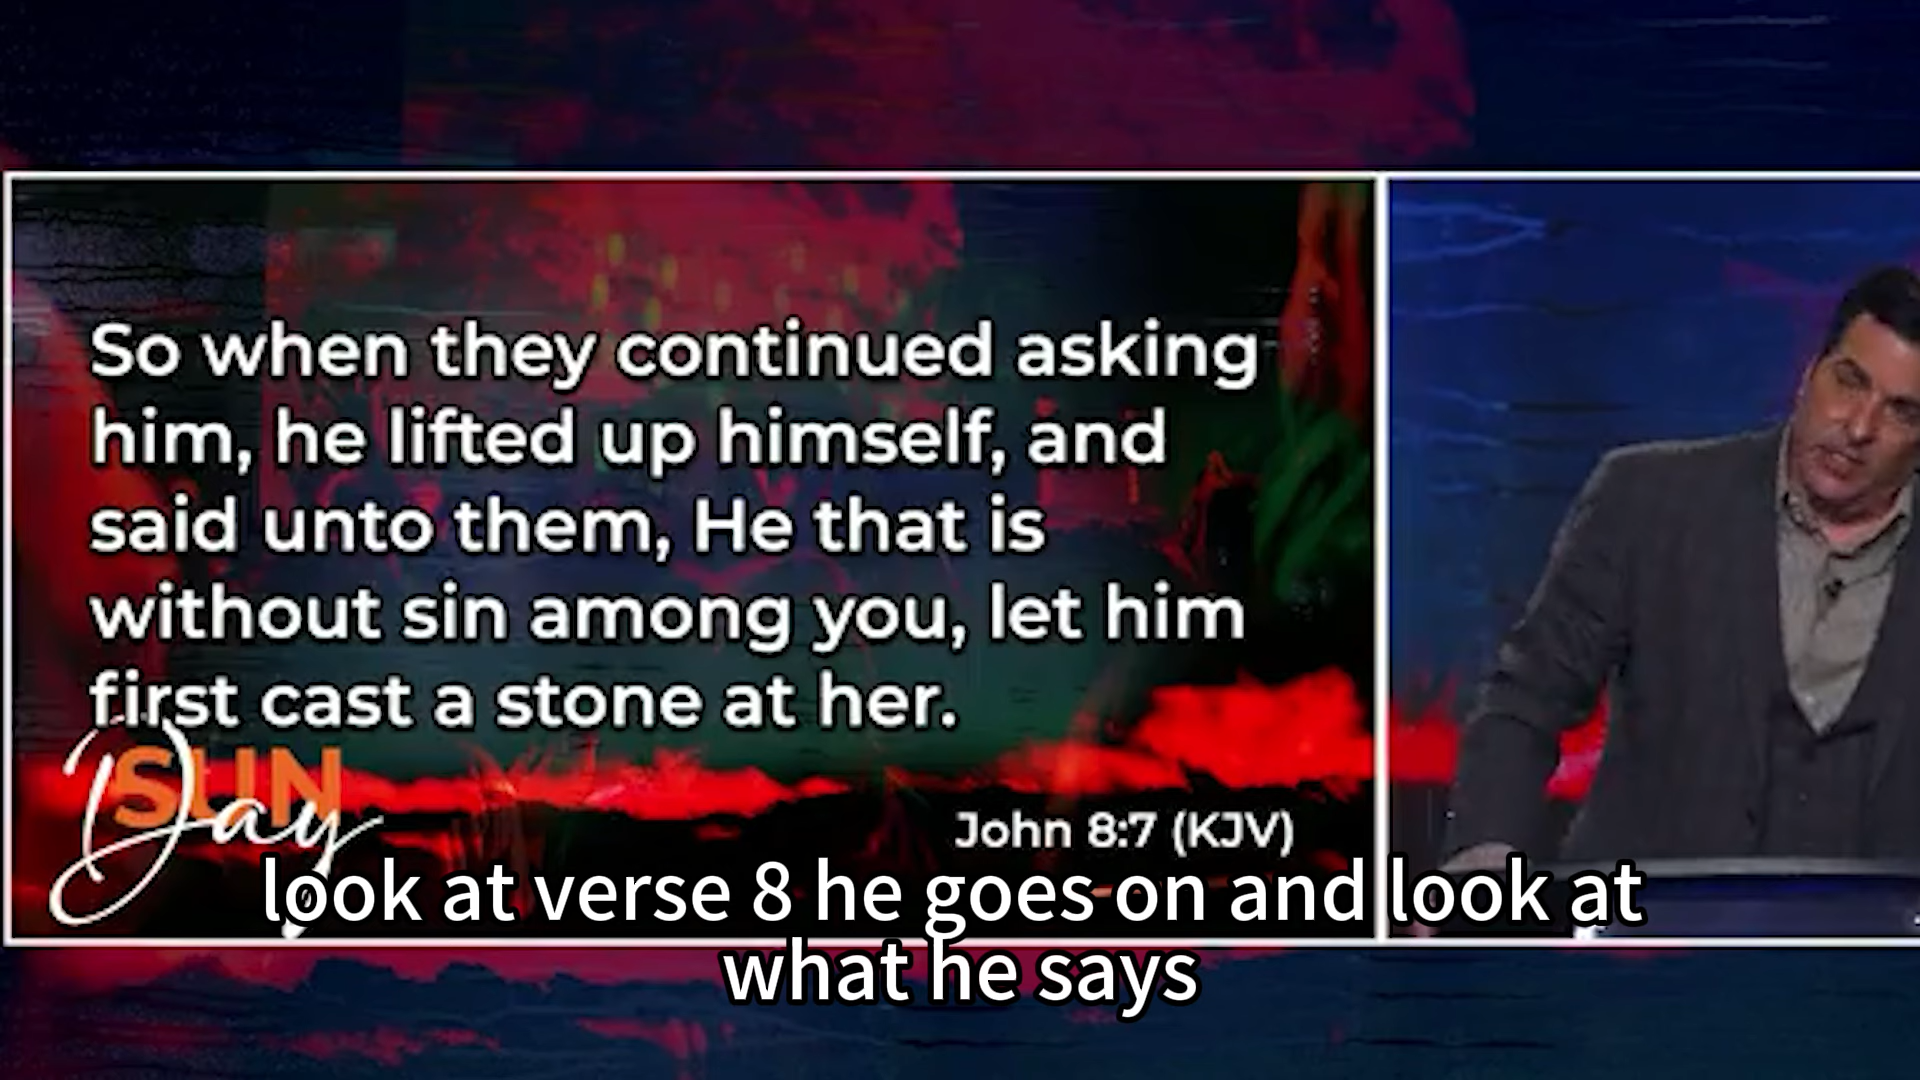 So when they continued asking
him, he lifted up himself, and
said unto them, He that is
without sin among you, let him
first cast a stone at her.
SUN
Day
John 8:7 (KJV)
look at verse 8 he goes on and look at
what he says